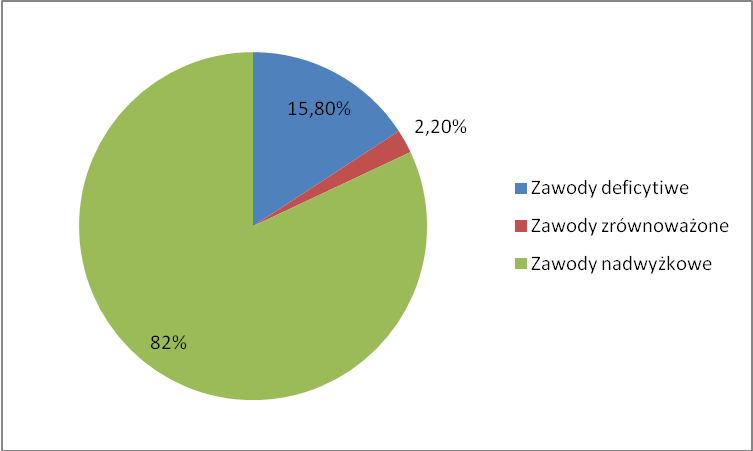 15,80%
2,20%
82%
Zawody deficytiwe
Zawody zrównoważone
Zawody nadwyżkowe